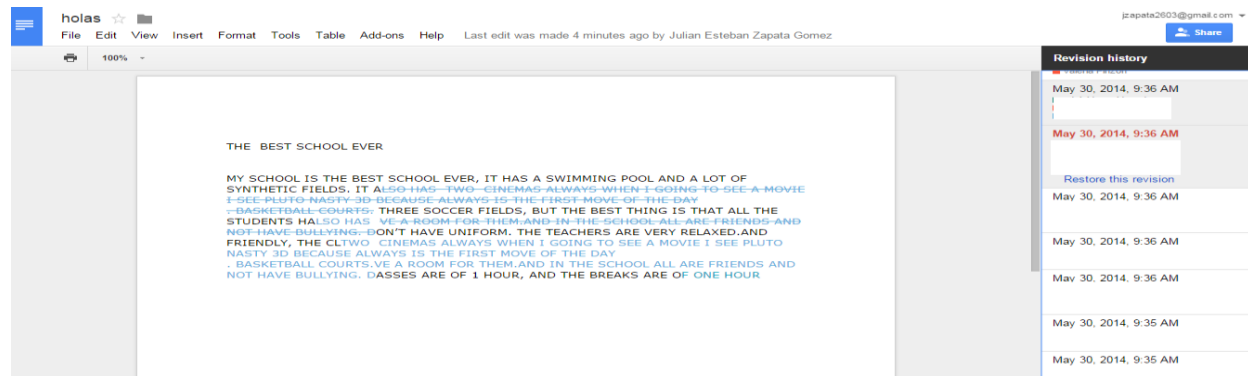 holas
jzapata2603@gmail.com
File Edit View Insert Format Tools Table Add-ons Help Last edit was made 4 minutes ago by Julian Esteban Zapata Gomez
Share
100%
Revision history
May 30, 2014, 9:36 AM
May 30, 2014, 9:36 AM
Restore this revision
May 30, 2014, 9:36 AM
May 30, 2014, 9:36 AM
May 30, 2014, 9:36 AM
May 30, 2014, 9:35 AM
May 30, 2014, 9:35 AM
THE BEST SCHOOL EVER
MY SCHOOL IS THE BEST SCHOOL EVER, IT HAS A SWIMMING POOL AND A LOT OF
SYNTHETIC FIELDS. IT ALSO HAS TWO CINEMAS ALWAYS WHEN I GOING TO SEE A MOVIE
I SEE PLUTO NASTY 3D BECAUSE ALWAYS IS THE FIRST MOVE OF THE DAY
. BASKETBALL COURTS. THREE SOCCER FIELDS, BUT THE BEST THING IS THAT ALL THE
STUDENTS HALSO HAS VE A ROOM FOR THEM.AND IN THE SCHOOL ALL ARE FRIENDS AND
NOT HAVE BULLYING. DON'T HAVE UNIFORM. THE TEACHERS ARE VERY RELAXED.AND
FRIENDLY, THE CLTWO CINEMAS ALWAYS WHEN I GOING TO SEE A MOVIE I SEE PLUTO
NASTY 3D BECAUSE ALWAYS IS THE FIRST MOVE OF THE DAY
. BASKETBALL COURTS.VE A ROOM FOR THEM.AND IN THE SCHOOL ALL ARE FRIENDS AND
NOT HAVE BULLYING. DASSES ARE OF 1 HOUR, AND THE BREAKS ARE OF ONE HOUR